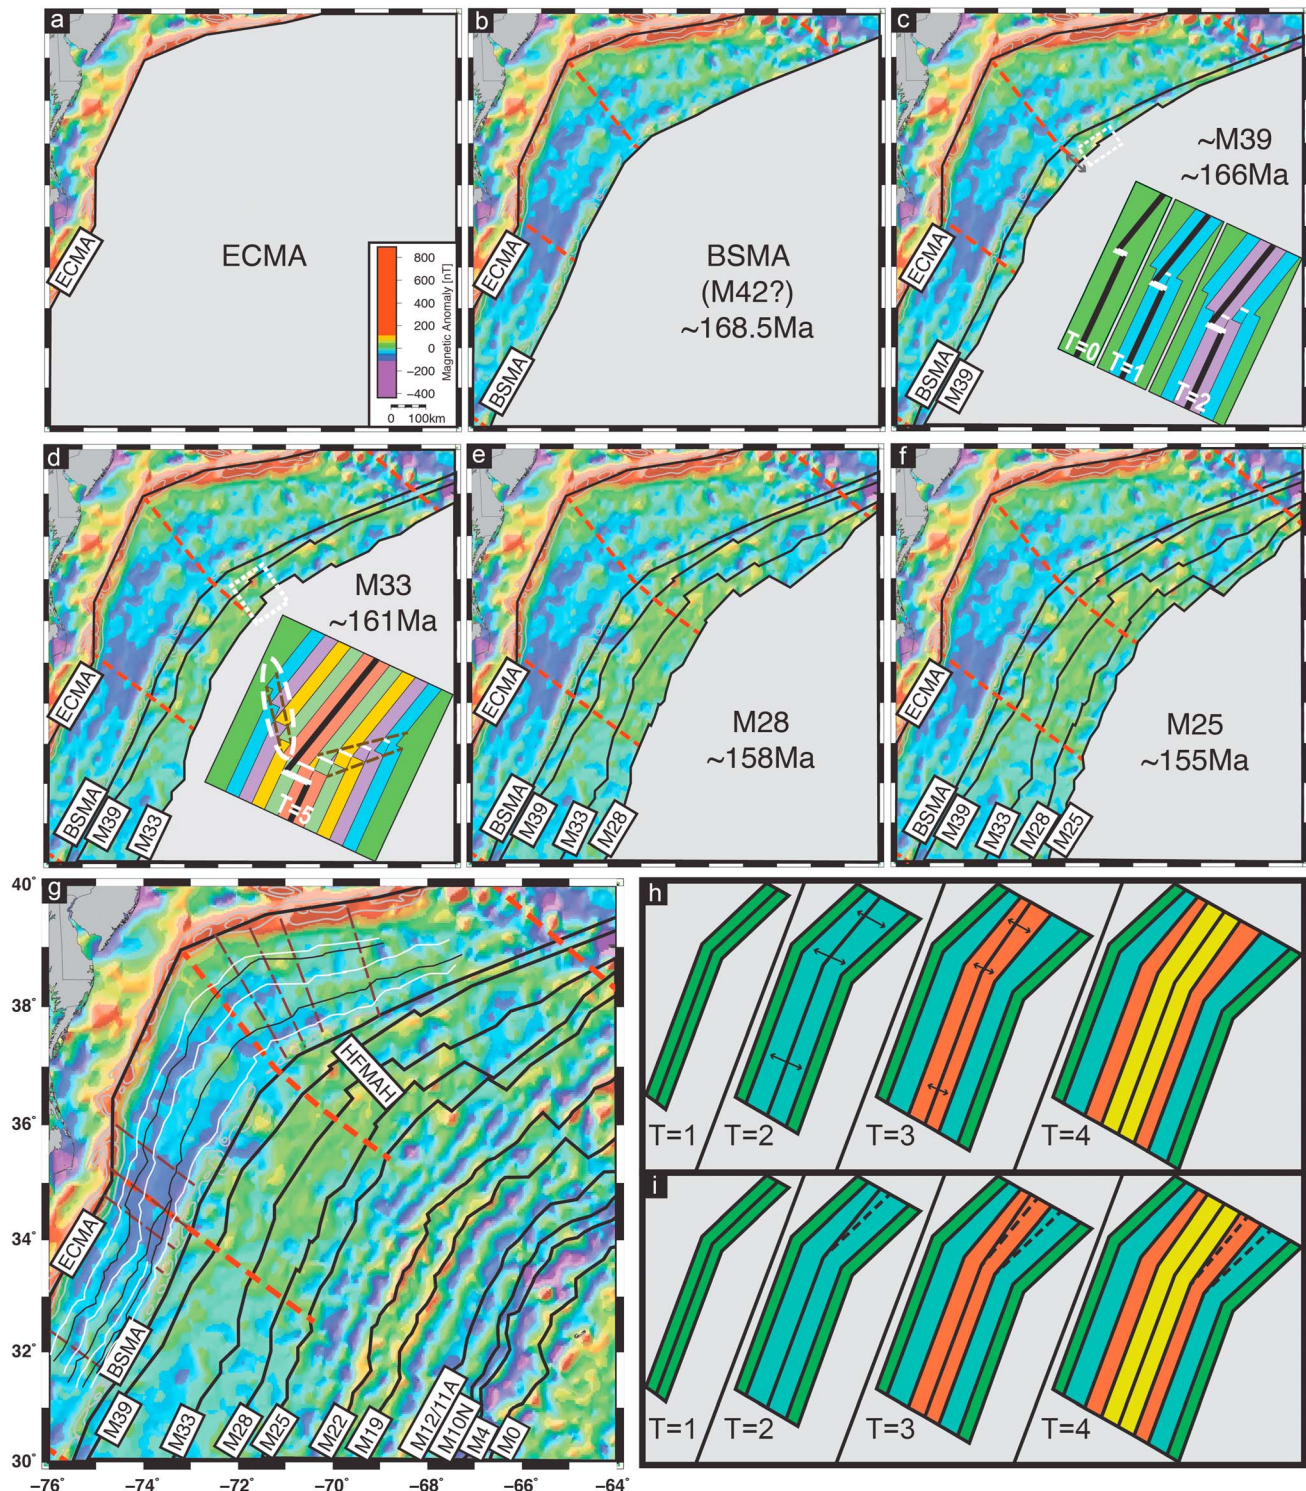 a
ECMA
ECMA
800
600
400
200
0
−200
−400
Magnetic Anomaly [nT]
0 100km
b
ECMA
BSMA
BSMA
(M42?)
~168.5Ma
c
~M39
~166Ma
ECMA
BSMA
M39
T=0
T=1
T=2
d
M33
~161Ma
ECMA
BSMA
M39
M33
T=5
e
M28
~158Ma
ECMA
BSMA
M39
M33
M28
f
M25
~155Ma
ECMA
BSMA
M39
M33
M28
M25
g
40°
38°
36°
34°
32°
30°
−76
−74
−72
−70
−68
−66
−64
HFMAH
ECMA
BSMA
M39
M33
M28
M25
M22
M19
M12/11A
M10N
M4
M0
h
T=1
T=2
T=3
T=4
i
T=1
T=2
T=3
T=4